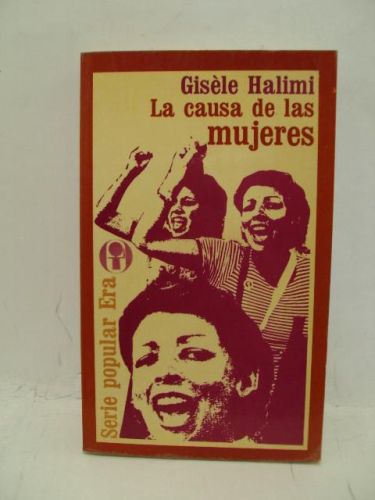 Gisèle Halimi
La causa de las
mujeres
Serie popular Era